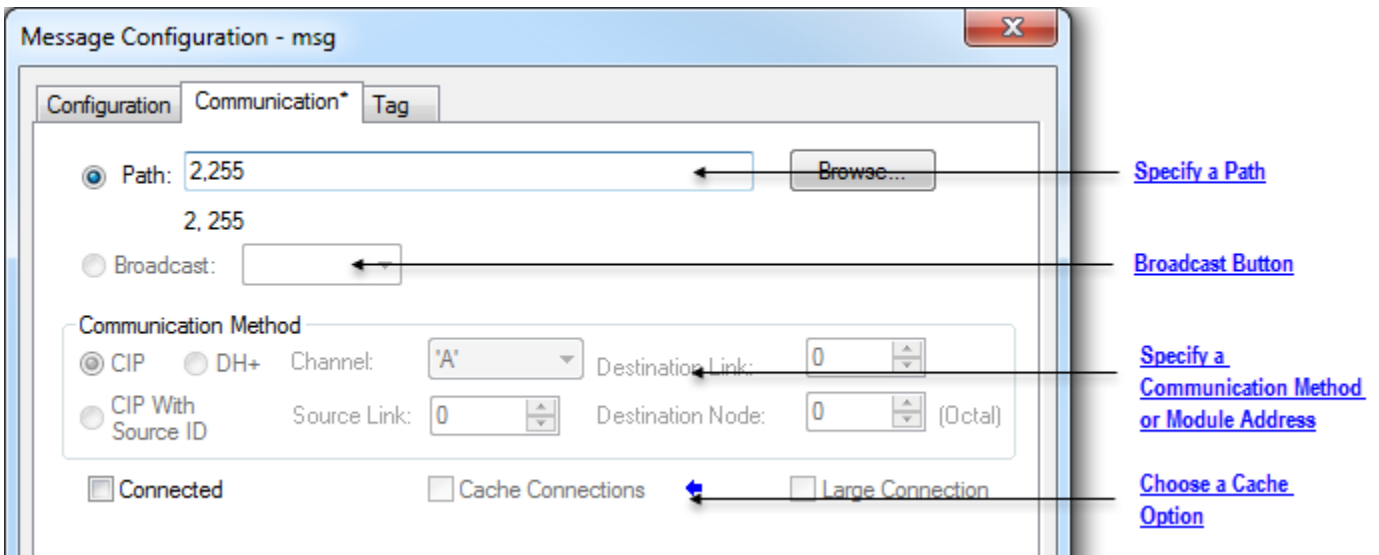 Message Configuration - msg
Configuration Communication* Tag
Path: 2,255 Browse... Specify a Path
2, 255
Broadcast: Broadcast Button
Communication Method
CIP DH+ Channel: 'A' Destination Link: 0
Specify a
Communication Method
or Module Address
CIP With
Source ID
Source Link: 0 Destination Node: 0 (Octal)
Connected Cache Connections Large Connection
Choose a Cache
Option